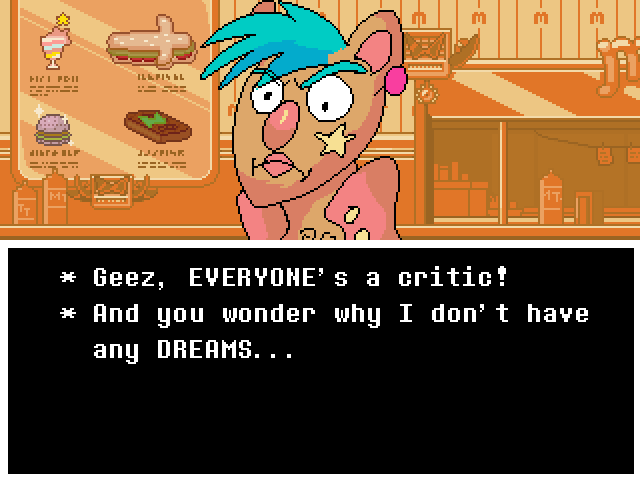 * Geez, EVERYONE's a critic!
* And you wonder why I don't have
any DREAMS...